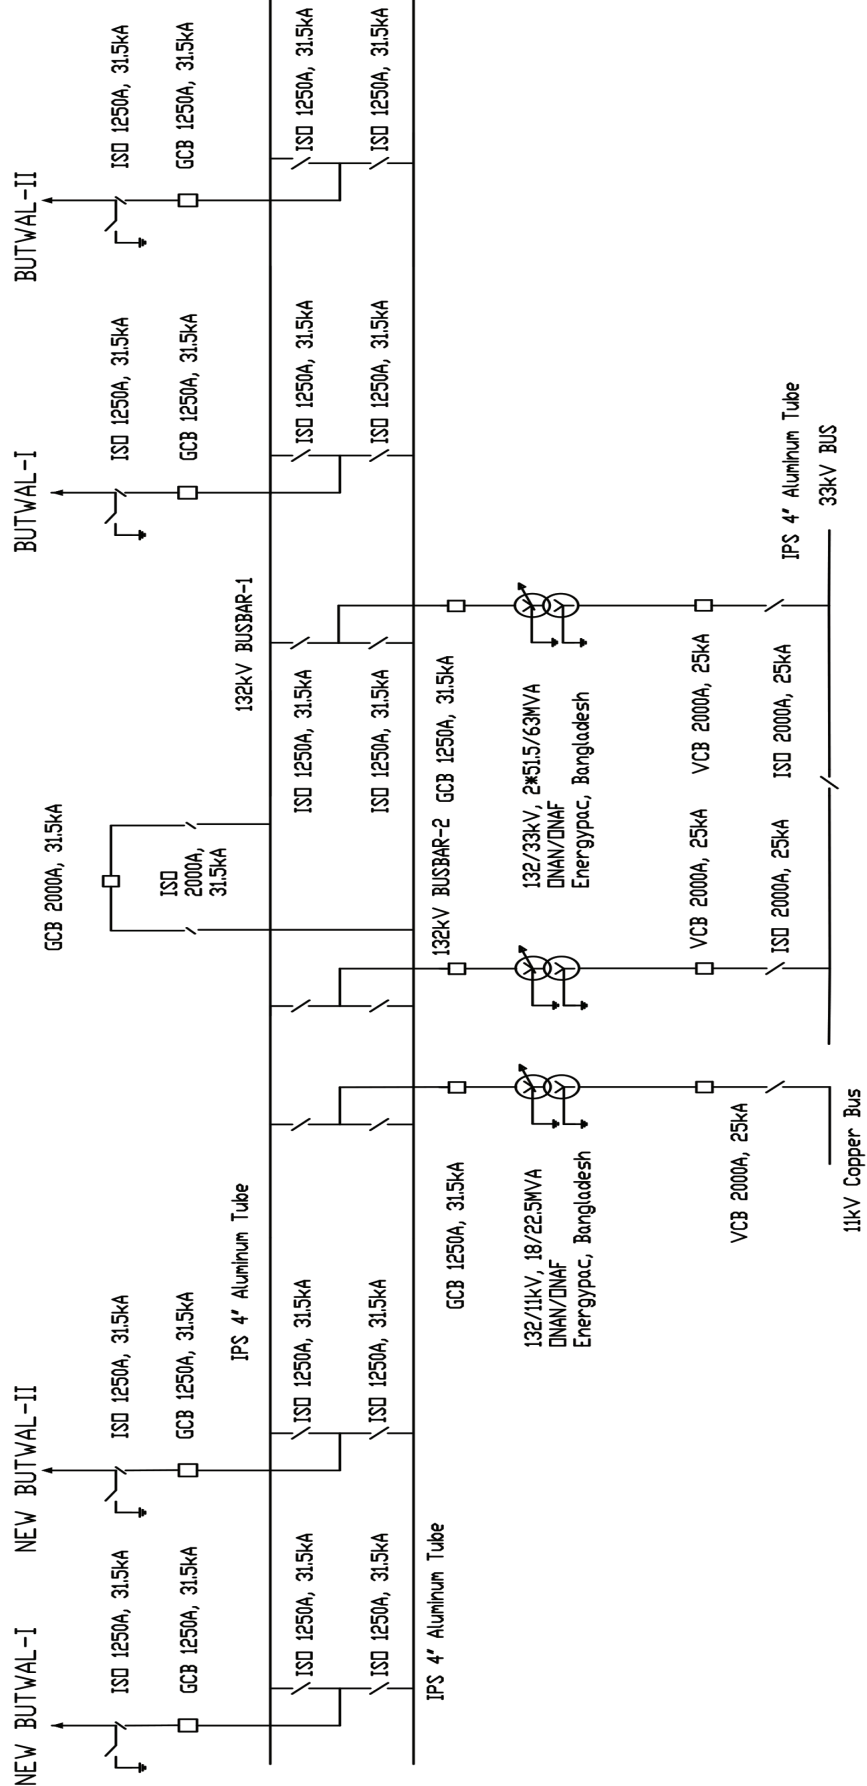 NEW BUTWAL-I
NEW BUTWAL-II
BUTWAL-I
BUTWAL-II
GCB 2000A, 31.5kA
ISO 1250A, 31.5kA
ISO 1250A, 31.5kA
ISO 1250A, 31.5kA
ISO 1250A, 31.5kA
ISO
2000A,
31.5kA
GCB 1250A, 31.5kA
GCB 1250A, 31.5kA
GCB 1250A, 31.5kA
GCB 1250A, 31.5kA
IPS 4' Aluminum Tube
132kV BUSBAR-1
ISO 1250A, 31.5kA
ISO 1250A, 31.5kA
ISO 1250A, 31.5kA
ISO 1250A, 31.5kA
ISO 1250A, 31.5kA
ISO 1250A, 31.5kA
ISO 1250A, 31.5kA
ISO 1250A, 31.5kA
ISO 1250A, 31.5kA
ISO 1250A, 31.5kA
IPS 4' Aluminum Tube
132kV BUSBAR-2
GCB 1250A, 31.5kA
GCB 1250A, 31.5kA
132/11kV, 18/22.5MVA
ONAN/ONAF
Energypac, Bangladesh
132/33kV, 2*51.5/63MVA
ONAN/ONAF
Energypac, Bangladesh
VCB 2000A, 25kA
VCB 2000A, 25kA
VCB 2000A, 25kA
ISO 2000A, 25kA
ISO 2000A, 25kA
IPS 4' Aluminum Tube
33kV BUS
11kV Copper Bus